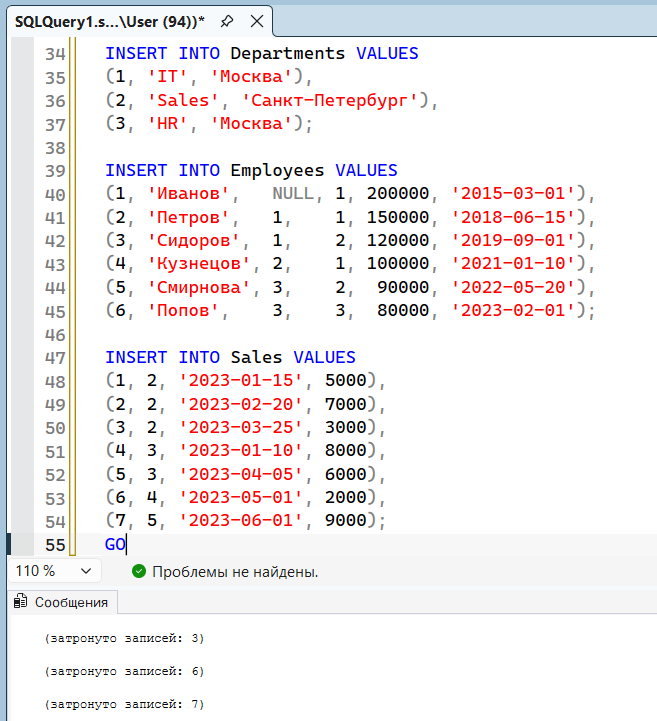 SQLQuery1.s...\User (94))*
34 INSERT INTO Departments VALUES
35 (1, 'IT', 'Москва'),
36 (2, 'Sales', 'Санкт-Петербург'),
37 (3, 'HR', 'Москва');
38
39 INSERT INTO Employees VALUES
40 (1, 'Иванов',   NULL, 1, 200000, '2015-03-01'),
41 (2, 'Петров',   1,    1, 150000, '2018-06-15'),
42 (3, 'Сидоров',  1,    2, 120000, '2019-09-01'),
43 (4, 'Кузнецов', 2,    1, 100000, '2021-01-10'),
44 (5, 'Смирнова', 3,    2,  90000, '2022-05-20'),
45 (6, 'Попов',    3,    3,  80000, '2023-02-01');
46
47 INSERT INTO Sales VALUES
48 (1, 2, '2023-01-15', 5000),
49 (2, 2, '2023-02-20', 7000),
50 (3, 2, '2023-03-25', 3000),
51 (4, 3, '2023-01-10', 8000),
52 (5, 3, '2023-04-05', 6000),
53 (6, 4, '2023-05-01', 2000),
54 (7, 5, '2023-06-01', 9000);
55 GO
110 % Проблемы не найдены.
Сообщения
(затронуто записей: 3)
(затронуто записей: 6)
(затронуто записей: 7)